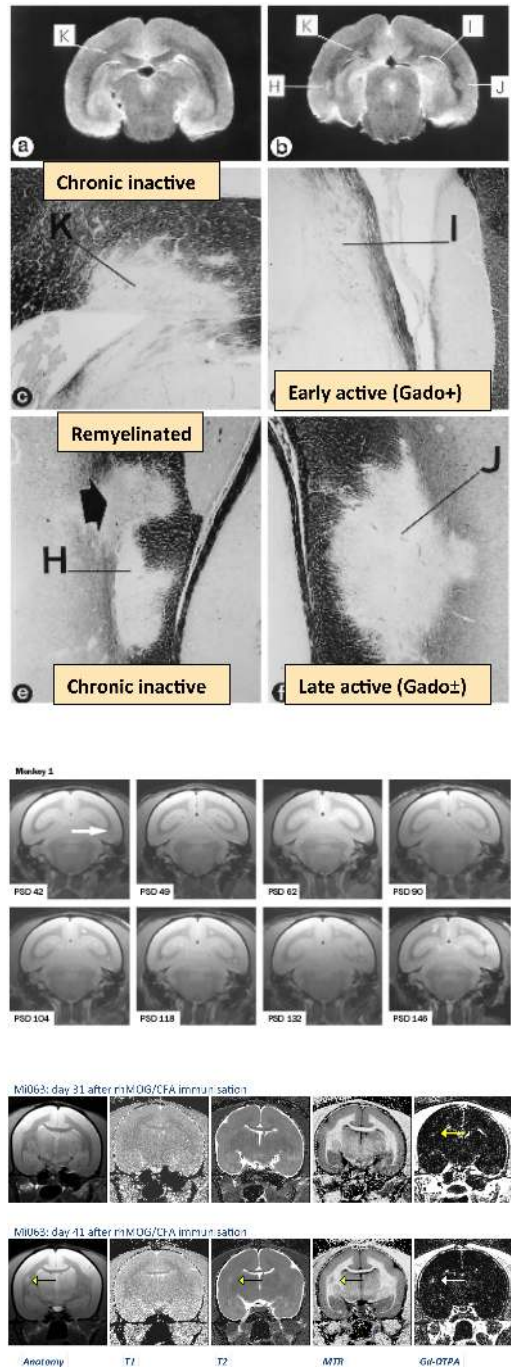 K
K
I
H
J
a
b
Chronic inactive
K
I
c
Early active (Gado+)
Remyelinated
J
H
e
Chronic inactive
f
Late active (Gado±)
Monkey 1
PSD 42
PSD 49
PSD 62
PSD 90
PSD 104
PSD 118
PSD 132
PSD 146
Mi063: day 31 after rhMOG/CFA immunisation
Mi063: day 41 after rhMOG/CFA immunisation
Anatomy
T1
T2
MTR
Gd-DTPA